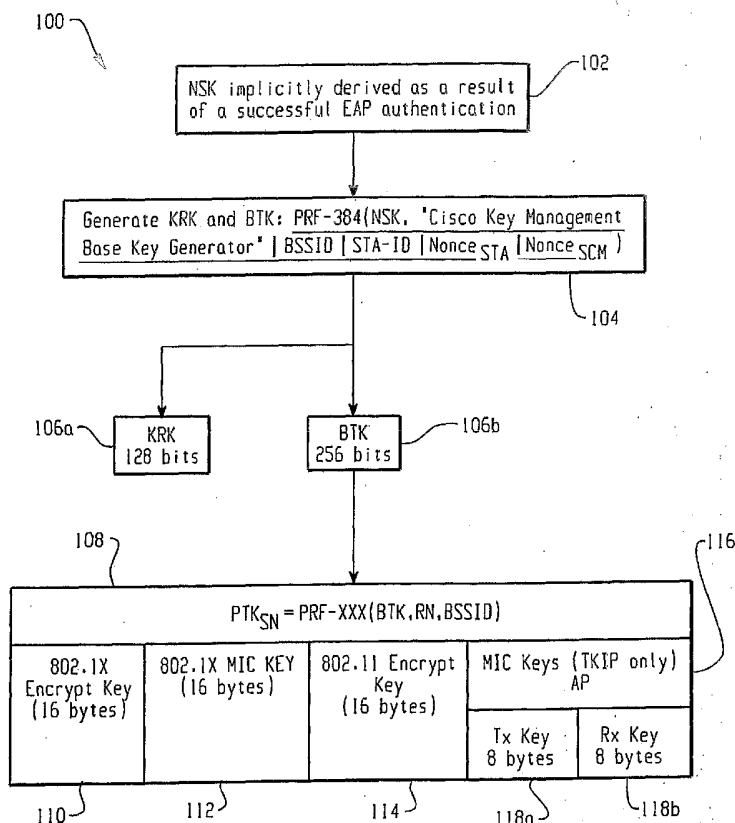 100
102
NSK implicitly derived as a result
of a successful EAP authentication
Generate KRK and BTK: PRF-384(NSK, "Cisco Key Management
Base Key Generator" | BSSID | STA-ID | Nonce STA | Nonce SCM )
104
106a
KRK
128 bits
BTK
256 bits
106b
108
116
PTKSN = PRF-XXX(BTK,RN,BSSID)
802.1X
Encrypt Key
(16 bytes)
802.1X MIC KEY
(16 bytes)
802.11 Encrypt
Key
(16 bytes)
MIC Keys (TKIP only)
AP
Tx Key
8 bytes
Rx Key
8 bytes
110
112
114
118a
118b